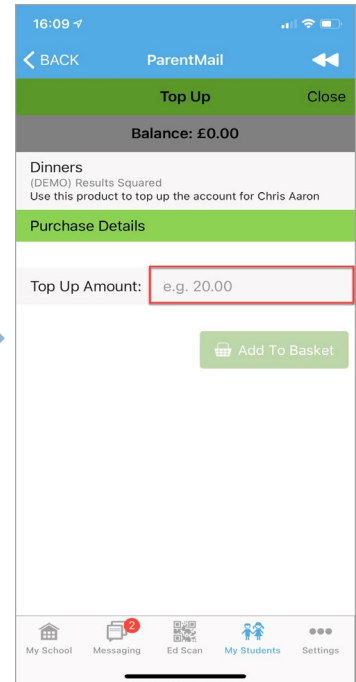 16:09
BACK ParentMail
Top Up Close
Balance: £0.00
Dinners
(DEMO) Results Squared
Use this product to top up the account for Chris Aaron
Purchase Details
Top Up Amount: e.g. 20.00
Add To Basket
2
My School Messaging Ed Scan My Students Settings